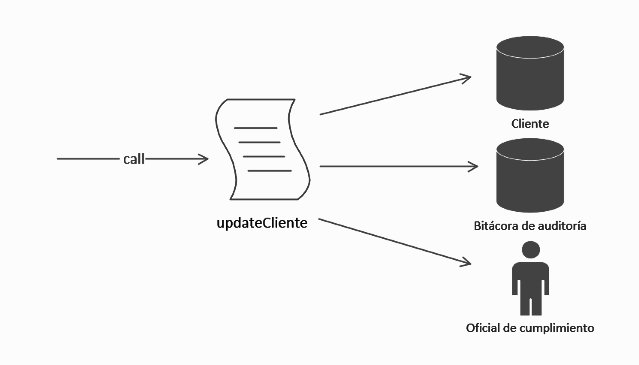 call
updateCliente
Cliente
Bitácora de auditoría
Oficial de cumplimiento